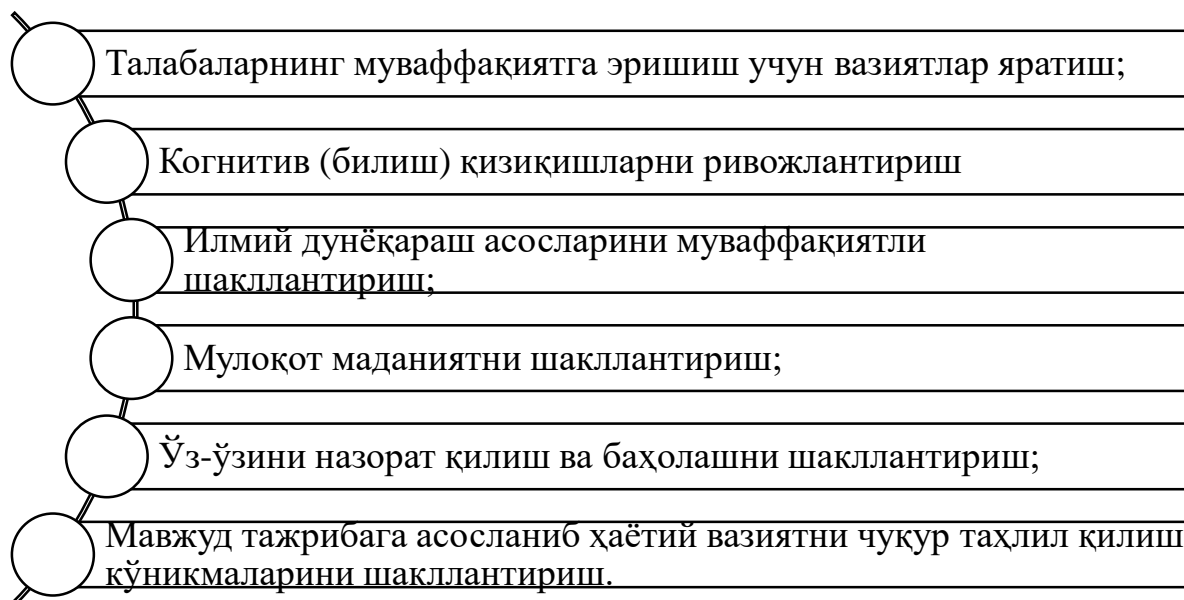 Талабаларнинг муваффақиятга эришиш учун вазиятлар яратиш;
Когнитив (билиш) қизиқишларни ривожлантириш
Илмий дунёқараш асосларини муваффақиятли
шакллантириш;
Мулоқот маданиятни шакллантириш;
Ўз-ўзини назорат қилиш ва баҳолашни шакллантириш;
Мавжуд тажрибага асосланиб ҳаётий вазиятни чуқур таҳлил қилиш
кўникмаларини шакллантириш.